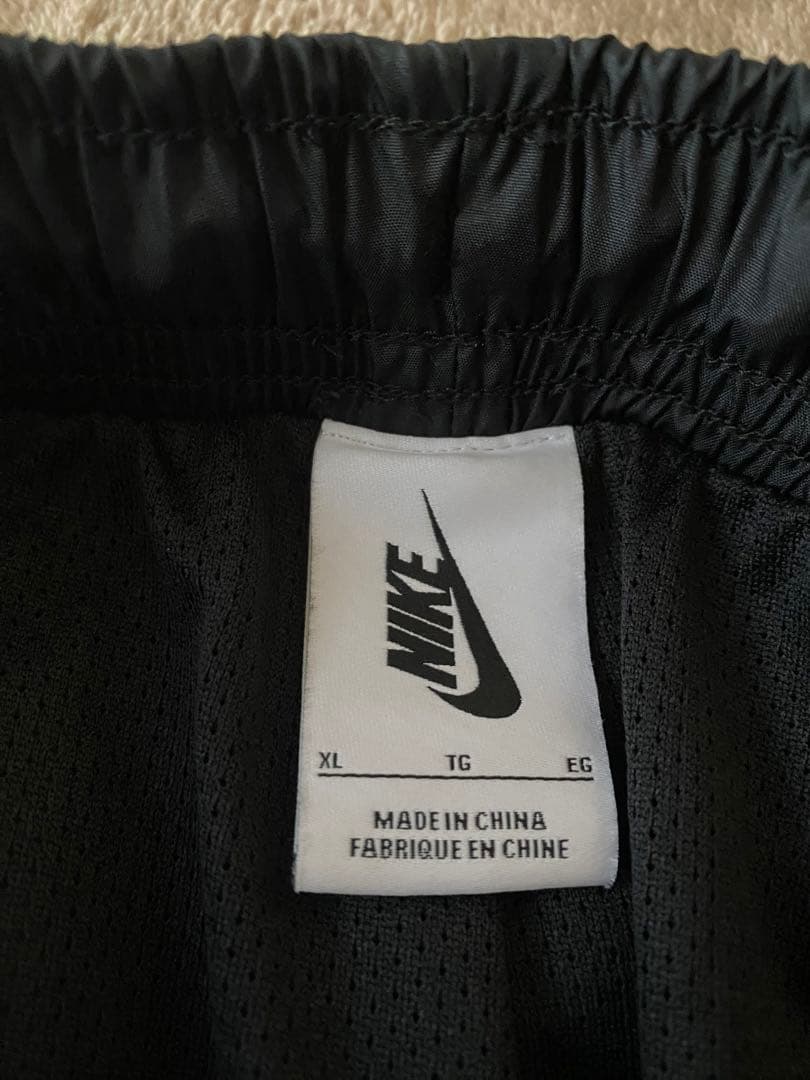 NIKE
XL TG EG
MADE IN CHINA
FABRIQUE EN CHINE